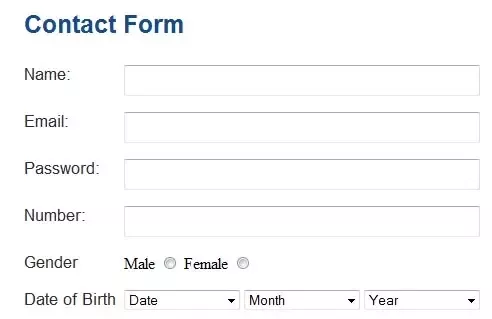 Contact Form
Name:
Email:
Password:
Number:
Gender Male Female
Date of Birth Date Month Year